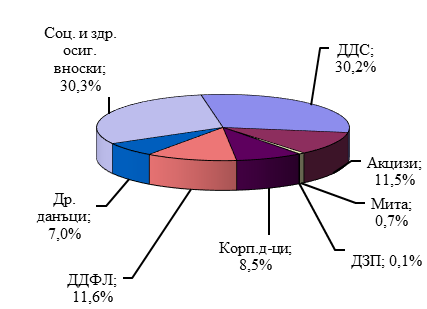 Соц. и здр.
осиг.
вноски;
30,3%
ДДС;
30,2%
Акцизи;
11,5%
Мита;
0,7%
ДЗП; 0,1%
Корп.д-ци;
8,5%
ДДФЛ;
11,6%
Др.
данъци;
7,0%